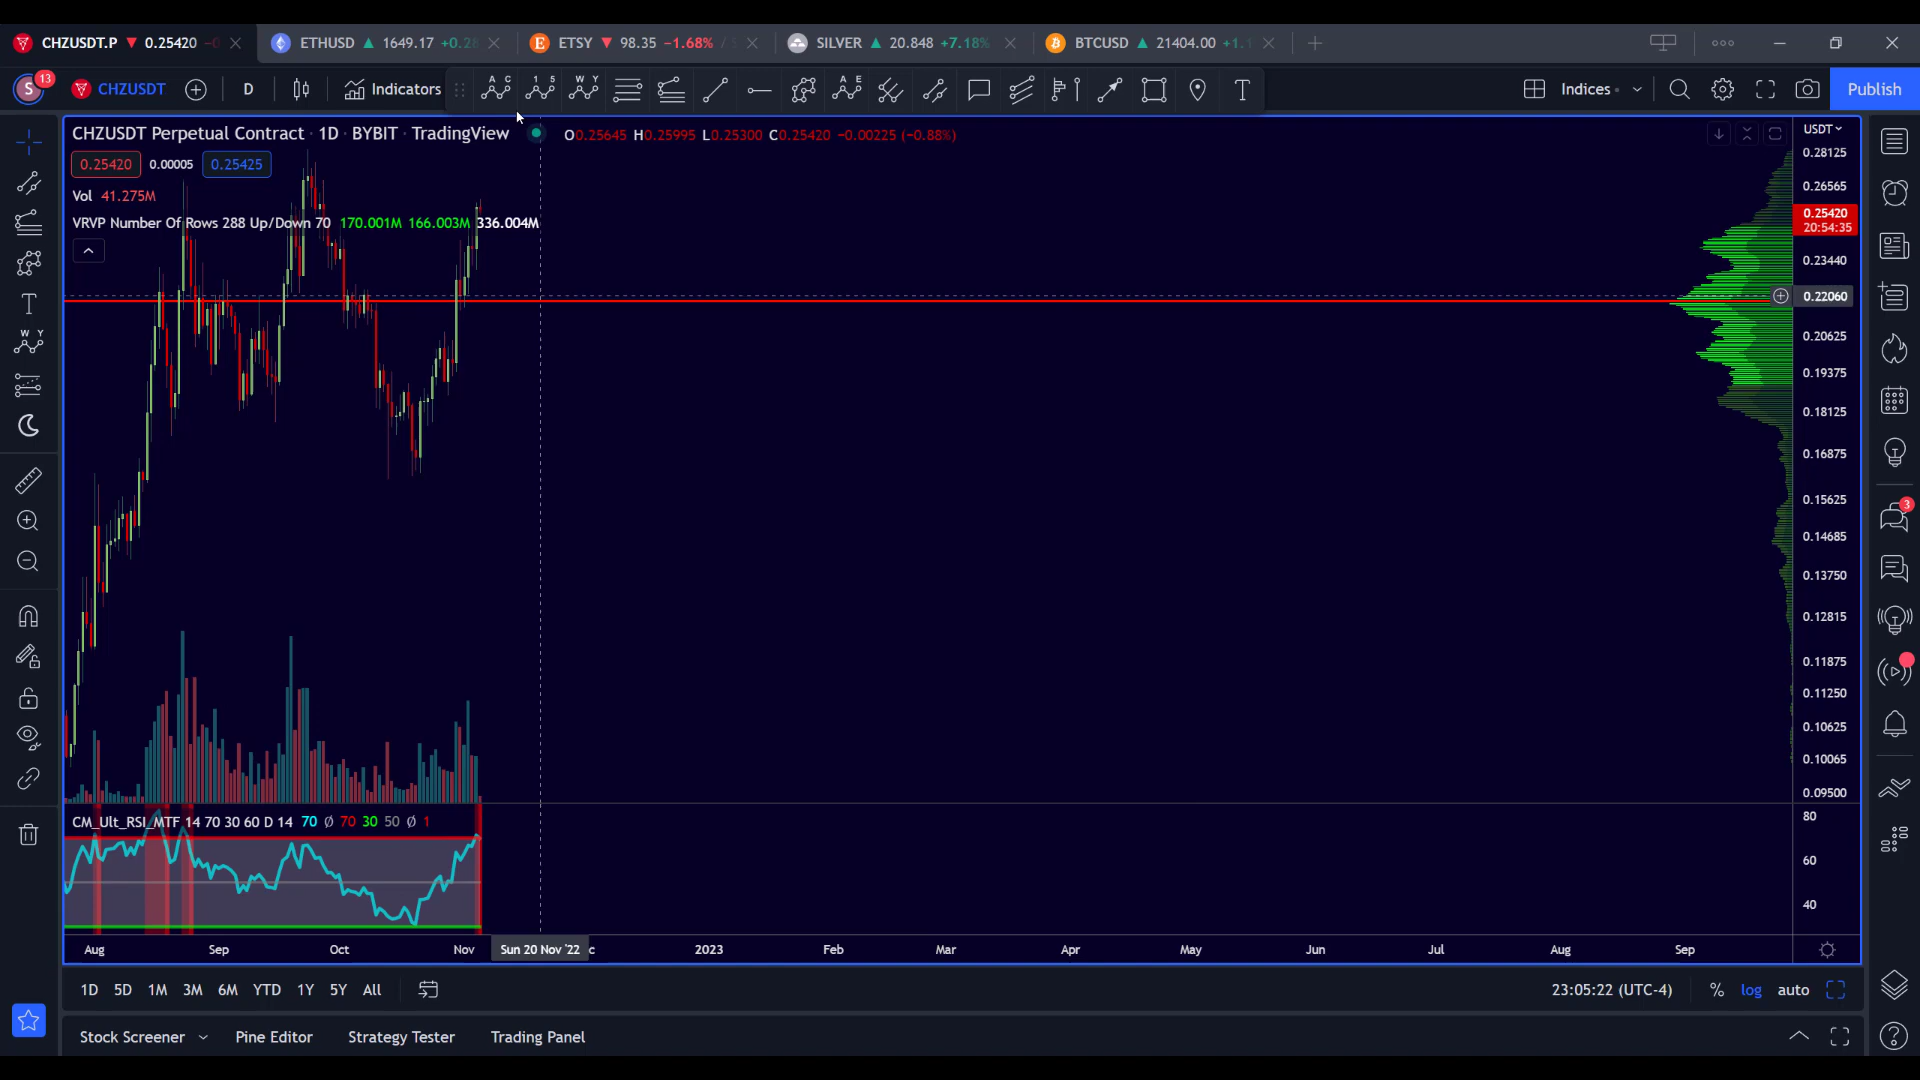 CHZUSDT.P 0.25420 ETHUSD 1649.17 +0.28 ETSY 98.35 −1.68% SILVER 20.848 +7.18% BTCUSD 21404.00 +1.1
S 13 CHZUSDT D Indicators A C 1 5 W Y A E T Indices Publish
CHZUSDT Perpetual Contract · 1D · BYBIT · TradingView O0.25645 H0.25995 L0.25300 C0.25420 −0.00225 (−0.88%)
0.25420 0.00005 0.25425
Vol 41.275M
VRVP Number Of Rows 288 Up/Down 70 170.001M 166.003M 336.004M
USDT
0.28125
0.26565
0.25420
20:54:35
0.23440
0.22060
0.20625
0.19375
0.18125
0.16875
0.15625
0.14685
0.13750
0.12815
0.11875
0.11250
0.10625
0.10065
0.09500
T
W Y
3
CM_Ult_RSI_MTF 14 70 30 60 D 14 70 Ø 70 30 50 Ø 1
80
60
40
Aug Sep Oct Nov Sun 20 Nov '22 c 2023 Feb Mar Apr May Jun Jul Aug Sep
1D 5D 1M 3M 6M YTD 1Y 5Y All 23:05:22 (UTC-4) % log auto
Stock Screener Pine Editor Strategy Tester Trading Panel